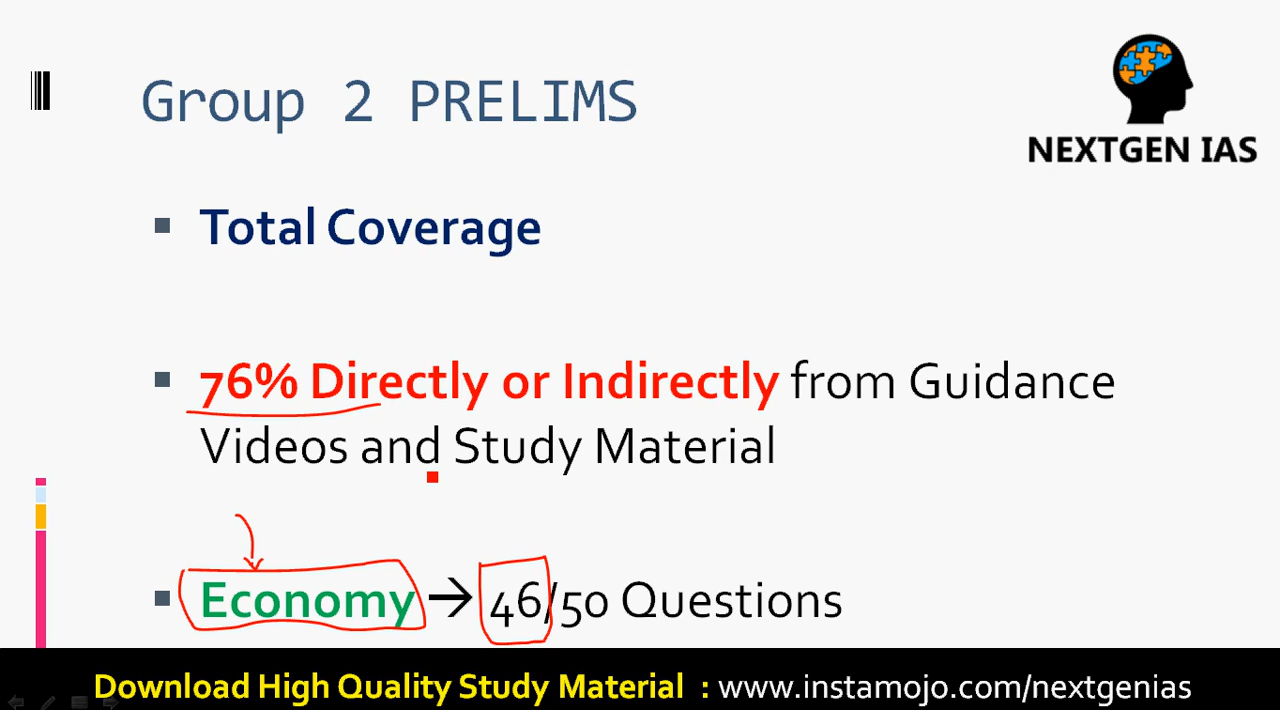 Group 2 PRELIMS
NEXTGEN IAS
Total Coverage
76% Directly or Indirectly from Guidance
Videos and Study Material
Economy → 46/50 Questions
Download High Quality Study Material : www.instamojo.com/nextgenias